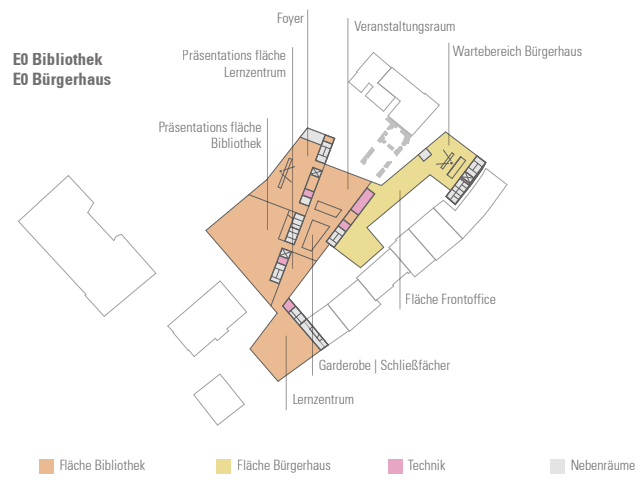 Foyer
Veranstaltungsraum
E0 Bibliothek
E0 Bürgerhaus
Präsentations fläche
Lernzentrum
Wartebereich Bürgerhaus
Präsentations fläche
Bibliothek
Fläche Frontoffice
Garderobe | Schließfächer
Lernzentrum
Fläche Bibliothek
Fläche Bürgerhaus
Technik
Nebenräume